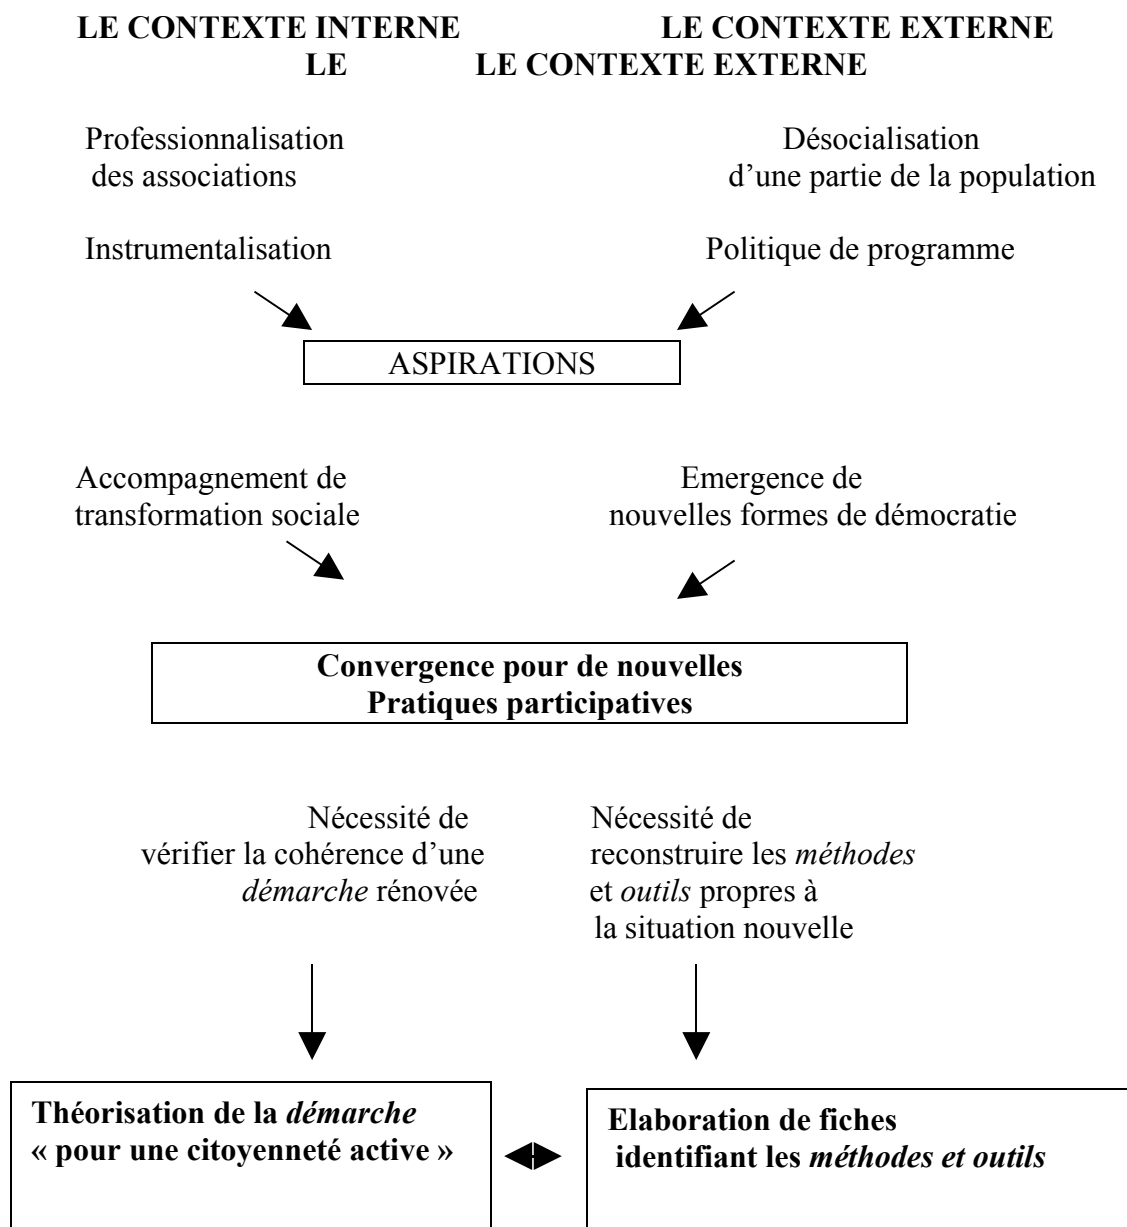 LE CONTEXTE INTERNE LE CONTEXTE EXTERNE
LE LE CONTEXTE EXTERNE
Professionnalisation
des associations
Désocialisation
d’une partie de la population
Instrumentalisation
Politique de programme
ASPIRATIONS
Accompagnement de
transformation sociale
Emergence de
nouvelles formes de démocratie
Convergence pour de nouvelles
Pratiques participatives
Nécessité de
vérifier la cohérence d’une
démarche rénovée
Nécessité de
reconstruire les méthodes
et outils propres à
la situation nouvelle
Théorisation de la démarche
« pour une citoyenneté active »
Elaboration de fiches
identifiant les méthodes et outils